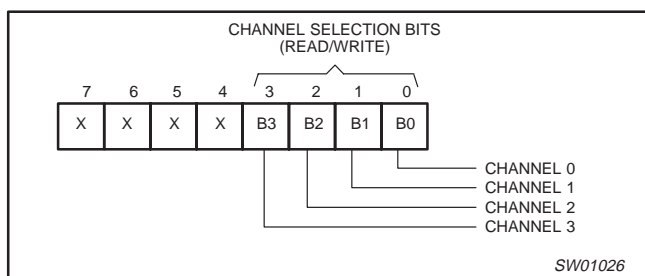 CHANNEL SELECTION BITS
(READ/WRITE)
7 6 5 4 3 2 1 0
X X X X B3 B2 B1 B0
CHANNEL 0
CHANNEL 1
CHANNEL 2
CHANNEL 3
SW01026